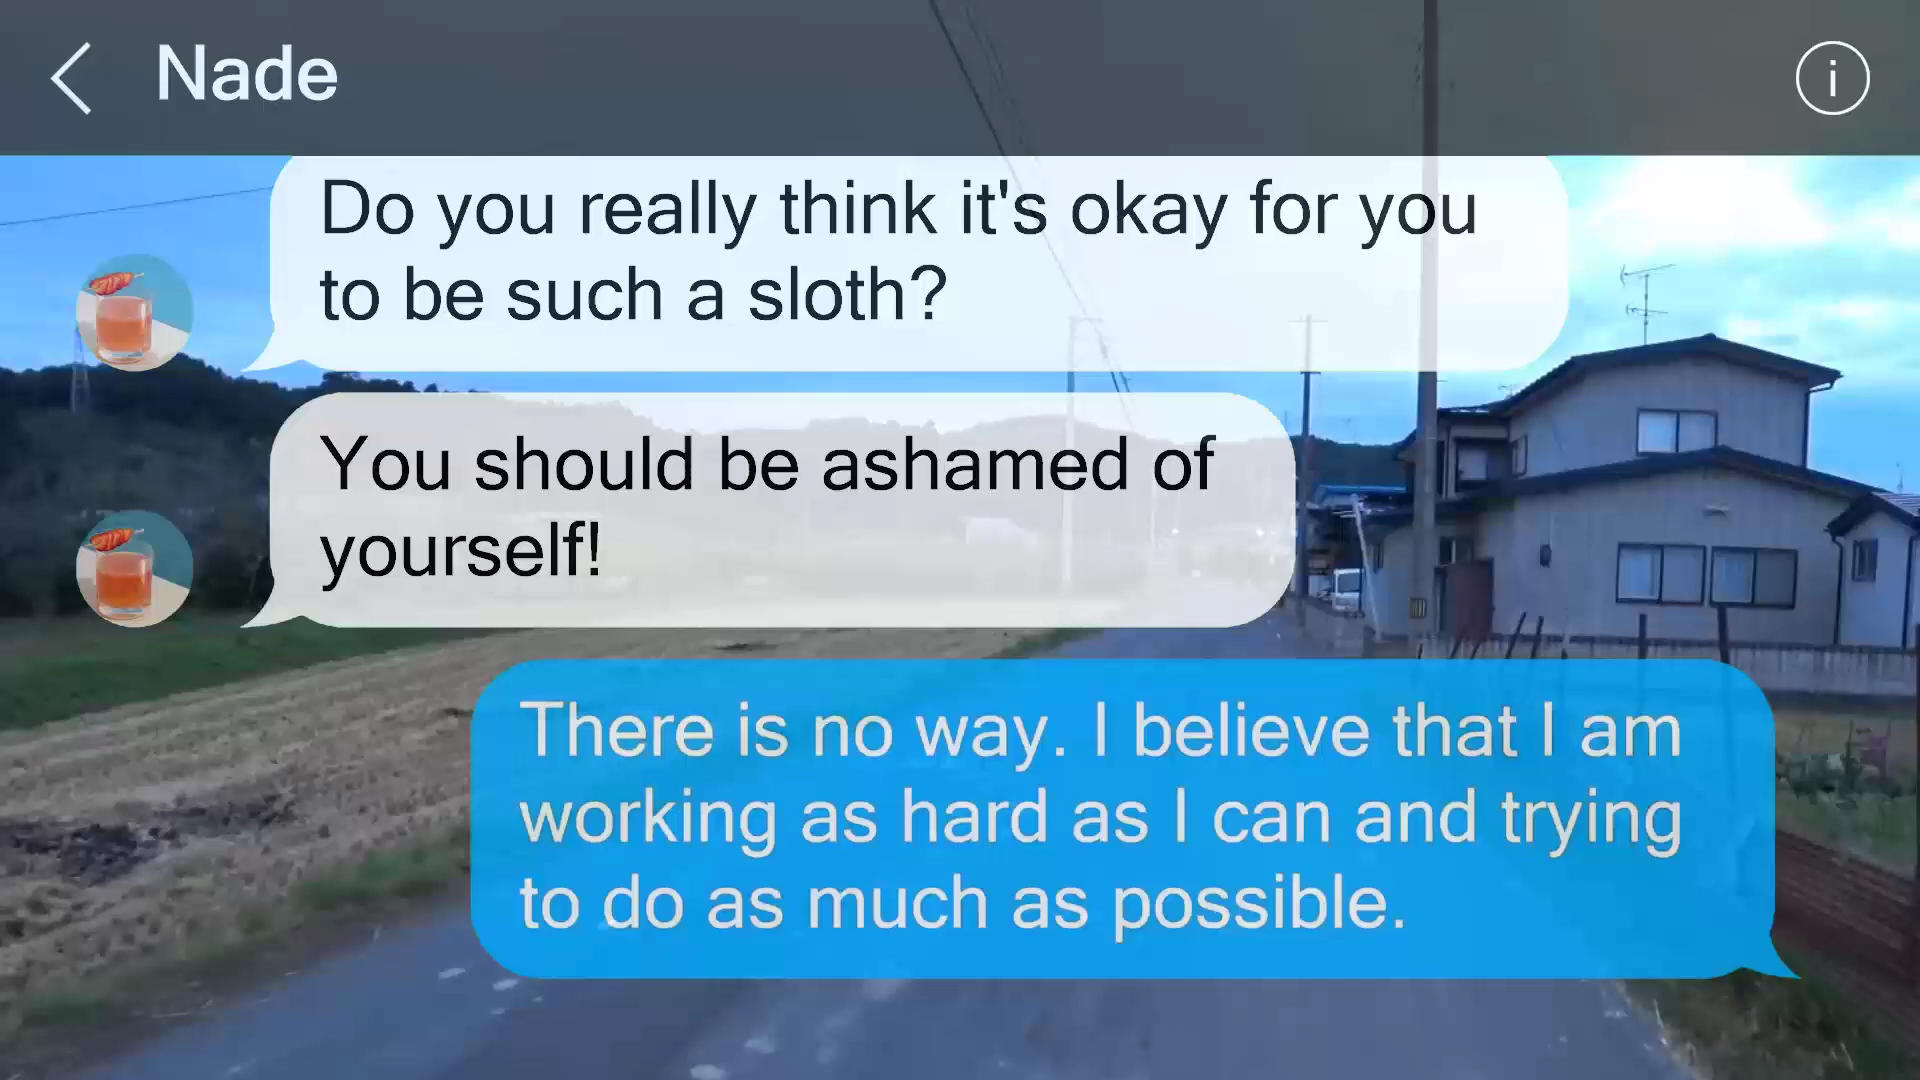 Nade
Do you really think it's okay for you
to be such a sloth?
You should be ashamed of
yourself!
There is no way. I believe that I am
working as hard as I can and trying
to do as much as possible.